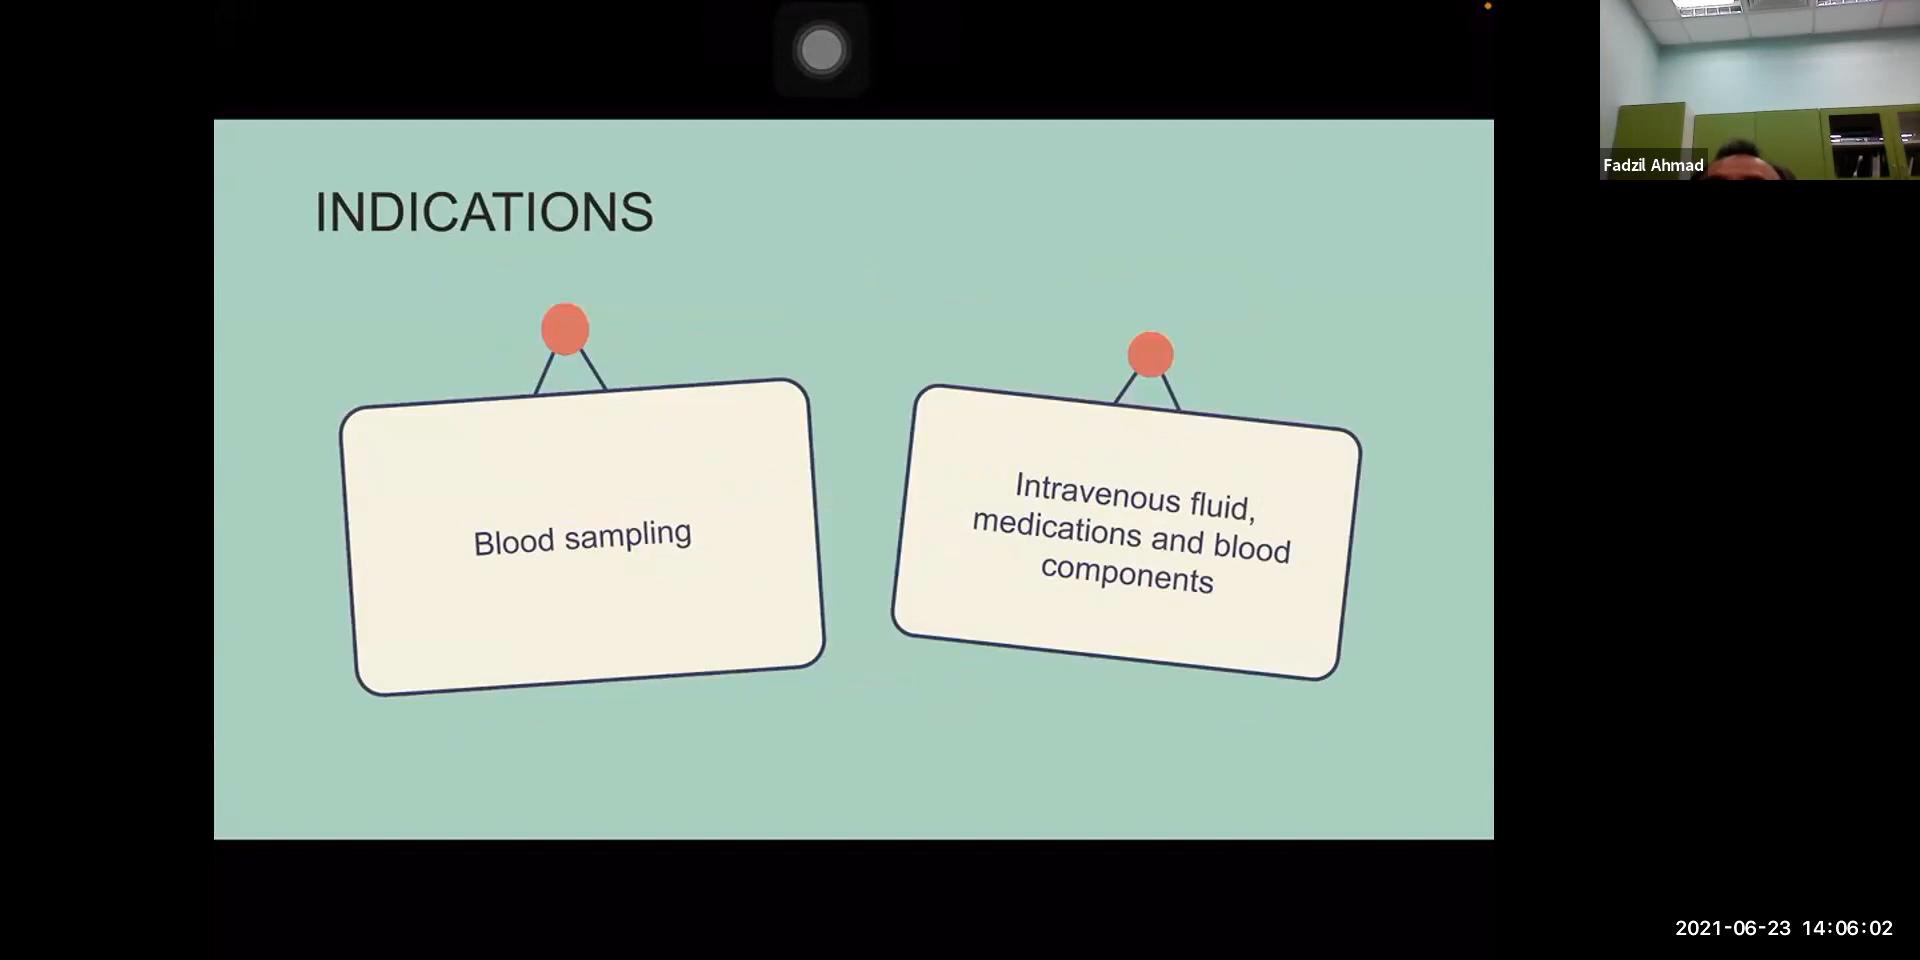 INDICATIONS
Blood sampling
Intravenous fluid,
medications and blood
components
Fadzil Ahmad
2021-06-23 14:06:02